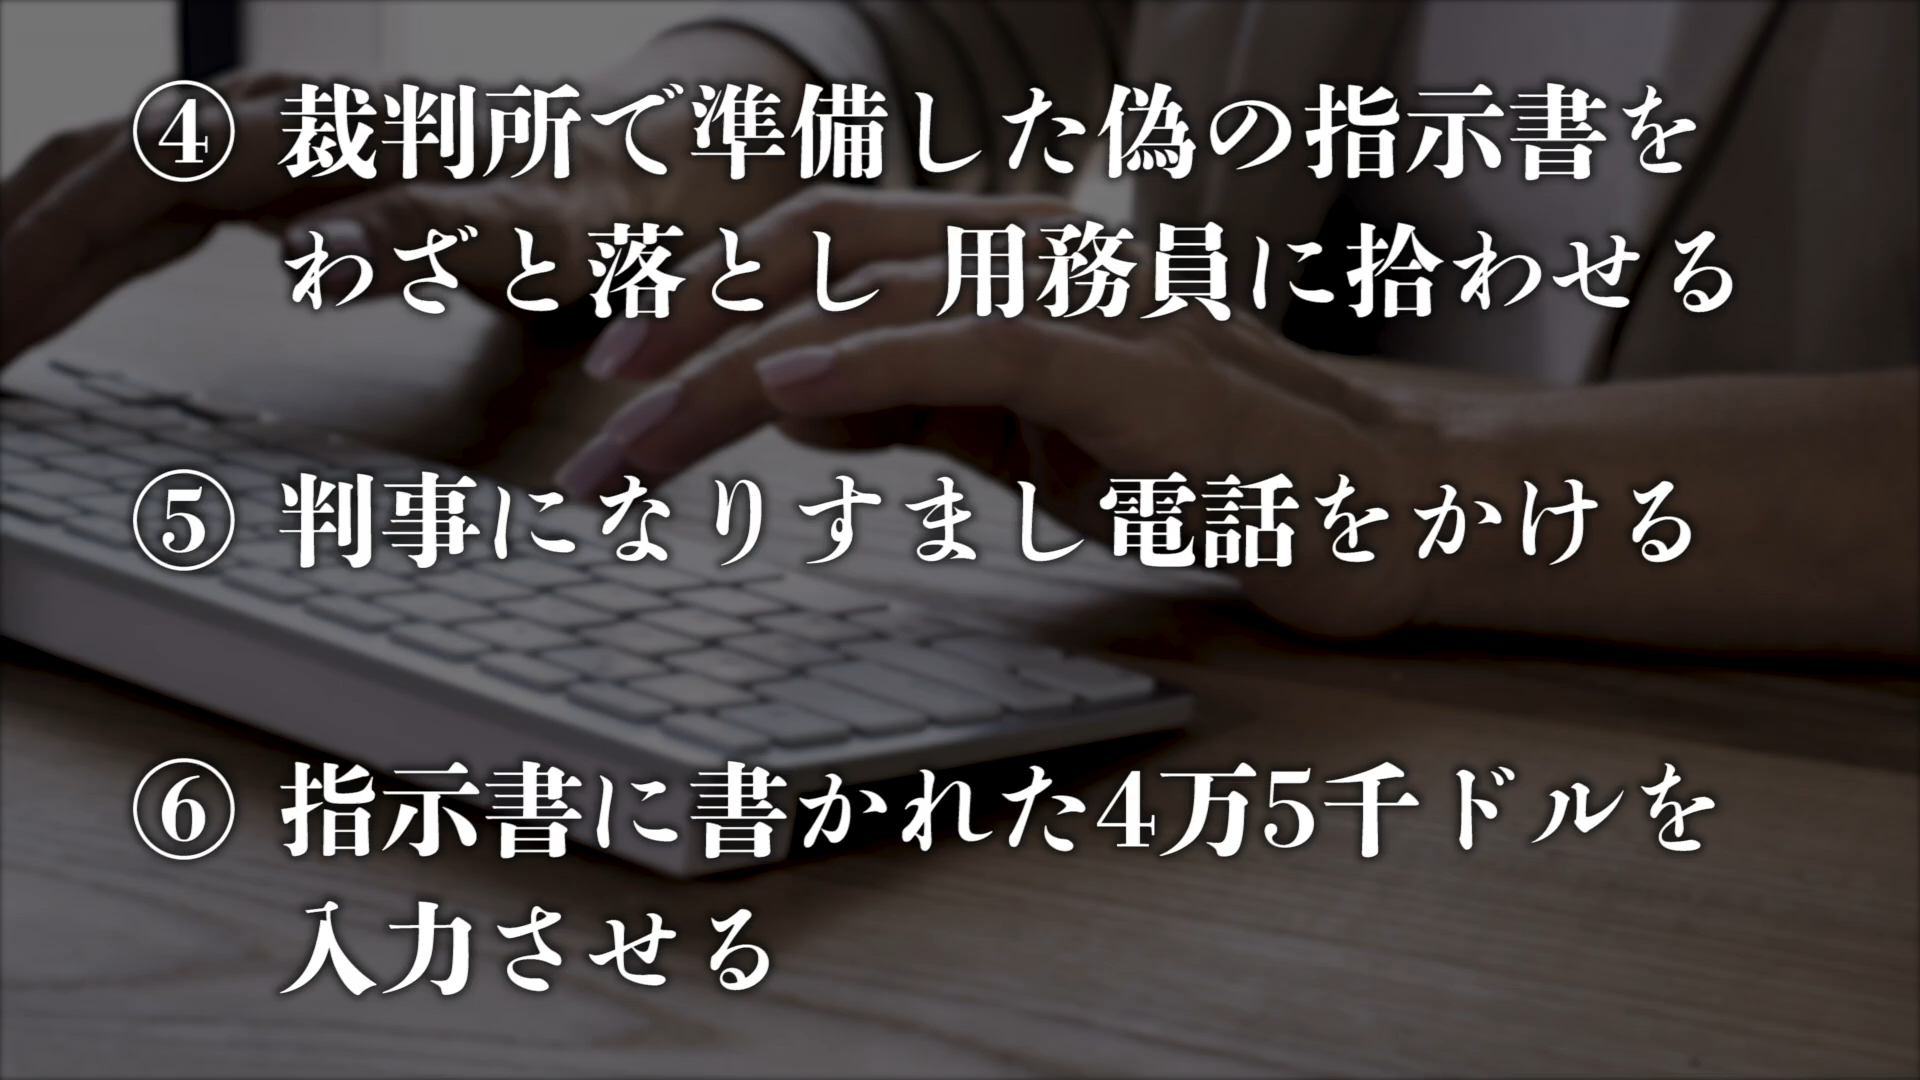 ④ 裁判所で準備した偽の指示書を
わざと落とし 用務員に拾わせる
⑤ 判事になりすまし電話をかける
⑥ 指示書に書かれた4万5千ドルを
入力させる